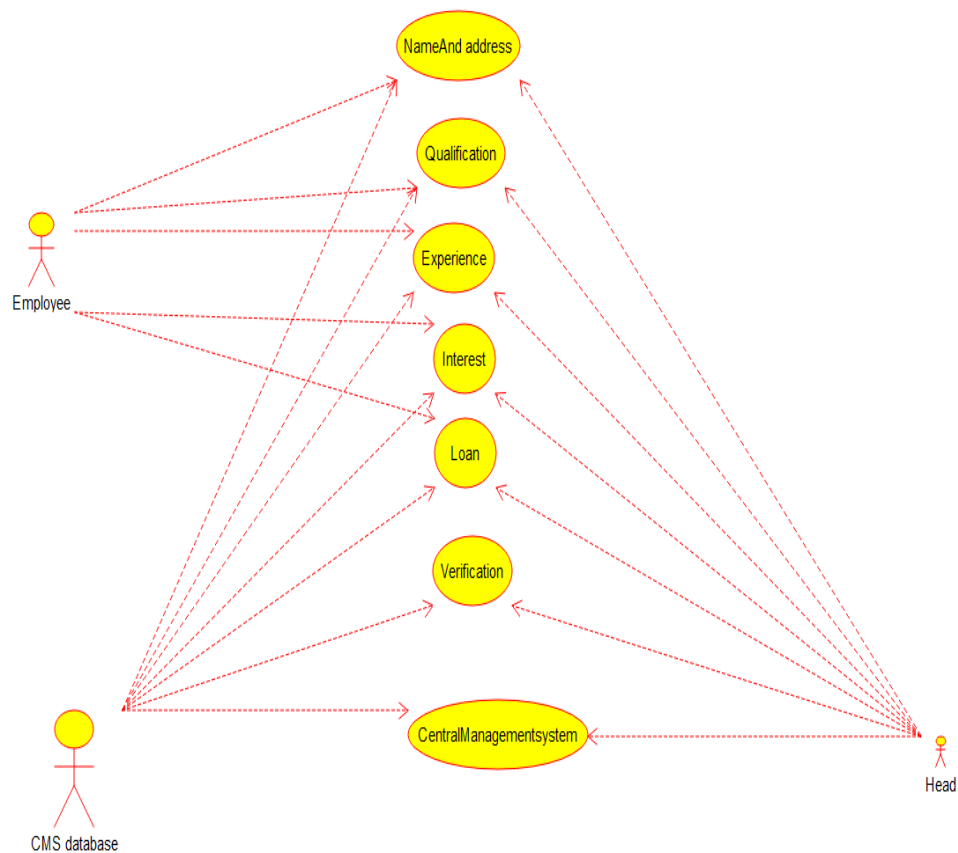 NameAnd address
Qualification
Experience
Employee
Interest
Loan
Verification
CentralManagementsystem
Head
CMS database